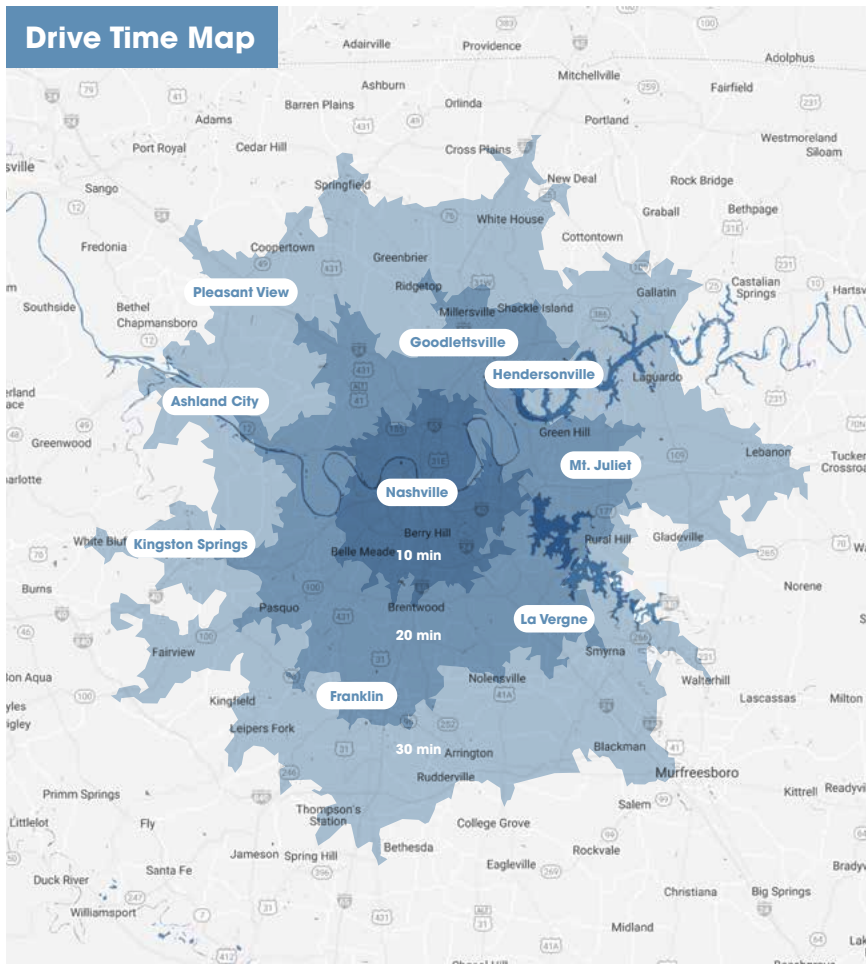 Drive Time Map
Adairville
Providence
Adolphus
Mitchellville
Ashburn
Fairfield
Barren Plains
Orlinda
Adams
Portland
Westmoreland
Siloam
Port Royal
Cedar Hill
Cross Plains
sville
Sango
Springfield
New Deal
Rock Bridge
Graball
Bethpage
White House
Fredonia
Coopertown
Cottontown
Greenbrier
Pleasant View
Ridgetop
Gallatin
Castalian
Springs
Hartsv
Southside
Bethel
Chapmansboro
Millersville
Shackle Island
Goodlettsville
Hendersonville
Laguardo
Ashland City
Greenwood
Green Hill
Lebanon
Mt. Juliet
Tucker
Crossroad
Nashville
White Bluf
Kingston Springs
Berry Hill
Belle Meade
10 min
Rural Hill
Gladeville
Burns
Norene
Pasquo
Brentwood
La Vergne
20 min
Fairview
Smyrna
Bon Aqua
Nolensville
Walterhill
Franklin
Kingfield
Lascassas
Milton
Leipers Fork
30 min
Arrington
Blackman
Rudderville
Murfreesboro
Primm Springs
Kittrell
Readyvi
Littlelot
Fly
Thompson's
Station
College Grove
Salem
Jameson
Spring Hill
Bethesda
Rockvale
Eagleville
Santa Fe
Bradyv
Duck River
Christiana
Big Springs
Williamsport
Midland